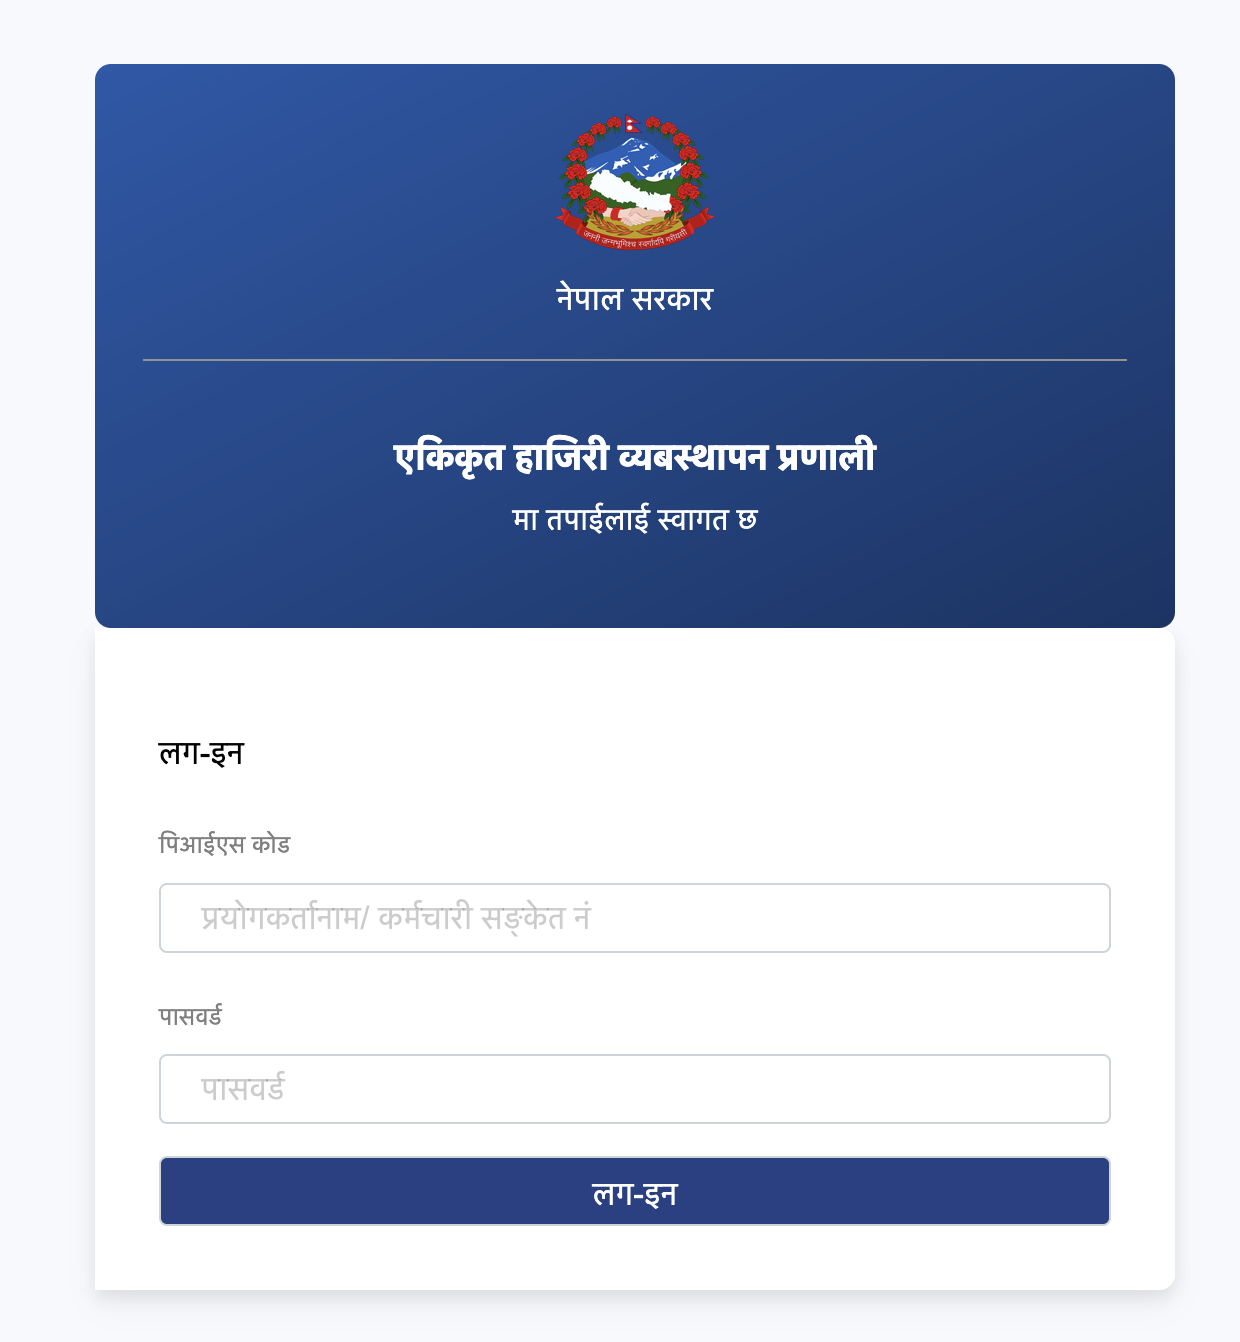 जननी जन्मभूमिश्च स्वर्गादपि गरीयसी
नेपाल सरकार
एकिकृत हाजिरी व्यबस्थापन प्रणाली
मा तपाईलाई स्वागत छ
लग-इन
पिआईएस कोड
प्रयोगकर्तानाम/ कर्मचारी सङ्केत नं
पासवर्ड
पासवर्ड
लग-इन